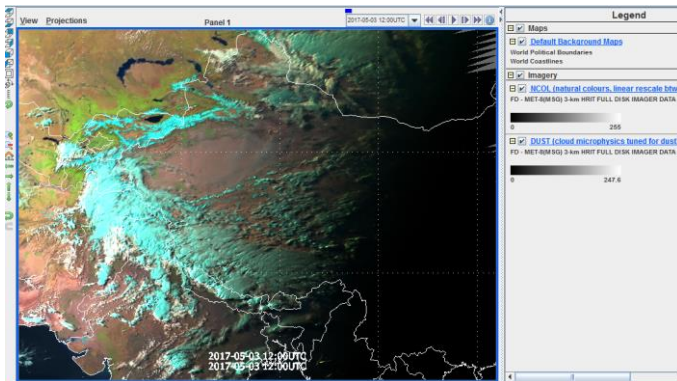 View Projections
Panel 1
2017-05-03 12:00UTC
Legend
Maps
Default Background Maps
World Political Boundaries
World Coastlines
Imagery
NCOL (natural colours, linear rescale btw
FD - MET-8(MSG) 3-km HRIT FULL DISK IMAGER DATA
0 255
DUST (cloud microphysics tuned for dust
FD - MET-8(MSG) 3-km HRIT FULL DISK IMAGER DATA
0 247.6
2017-05-03 12:00UTC
2017-05-03 12:00UTC